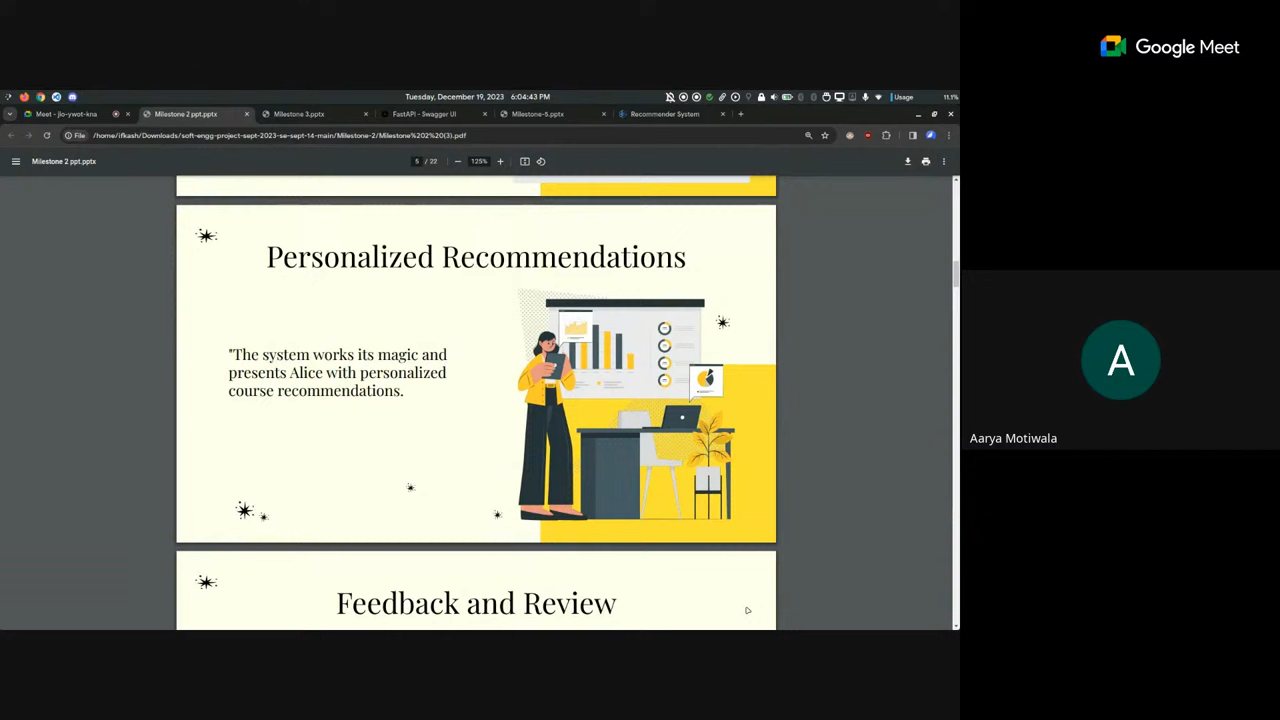 Google Meet
Tuesday, December 19, 2023 6:04:43 PM
Usage
11.1%
Meet - jio-ywot-kna
Milestone 2 ppt.pptx
Milestone 3.pptx
FastAPI - Swagger UI
Milestone-5.pptx
Recommender System
File
/home/ifkash/Downloads/soft-engg-project-sept-2023-se-sept-14-main/Milestone-2/Milestone%202%20(3).pdf
Milestone 2 ppt.pptx
5 / 22
125%
Personalized Recommendations
"The system works its magic and
presents Alice with personalized
course recommendations.
Feedback and Review
A
Aarya Motiwala